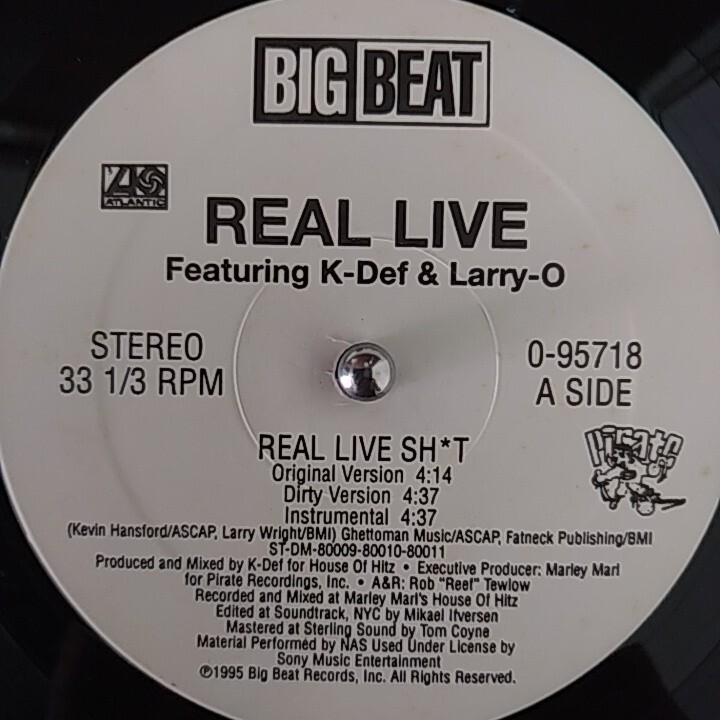 BIG BEAT
ATLANTIC
REAL LIVE
Featuring K-Def & Larry-O
STEREO
33 1/3 RPM
0-95718
A SIDE
Pirate
REAL LIVE SH*T
Original Version 4:14
Dirty Version 4:37
Instrumental 4:37
(Kevin Hansford/ASCAP, Larry Wright/BMI) Ghettoman Music/ASCAP, Fatneck Publishing/BMI
ST-DM-80009-80010-80011
Produced and Mixed by K-Def for House Of Hitz • Executive Producer: Marley Marl
for Pirate Recordings, Inc. • A&R: Rob "Reef" Tewlow
Recorded and Mixed at Marley Marl's House Of Hitz
Edited at Soundtrack, NYC by Mikael Ifversen
Mastered at Sterling Sound by Tom Coyne
Material Performed by NAS Used Under License by
Sony Music Entertainment
℗1995 Big Beat Records, Inc. All Rights Reserved.